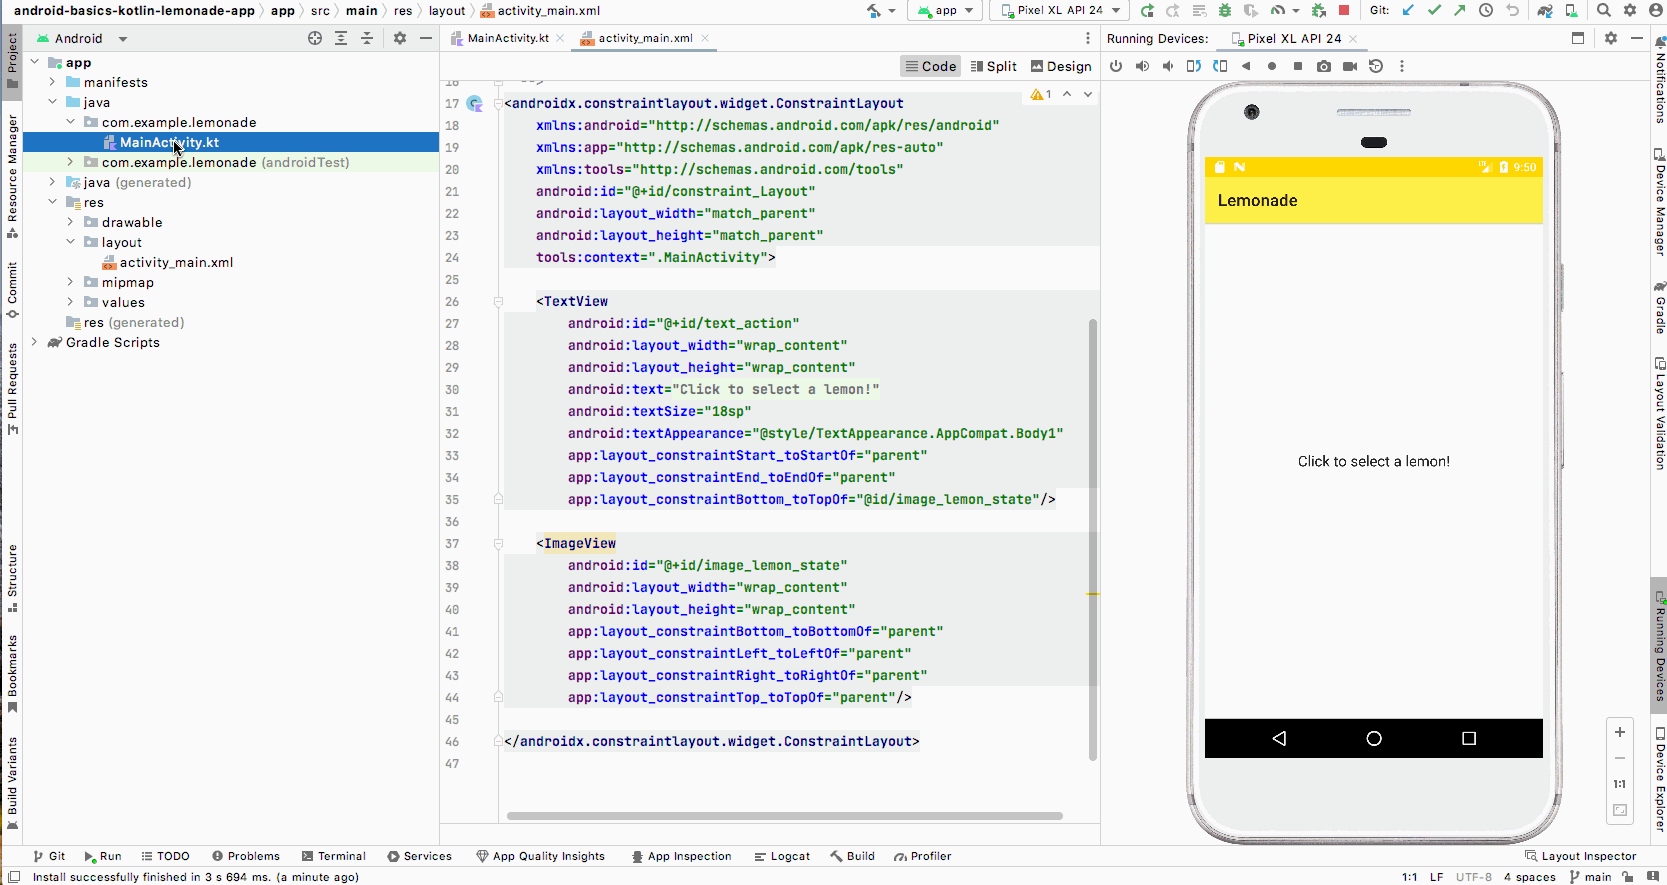 android-basics-kotlin-lemonade-app app src main res layout activity_main.xml
app Pixel XL API 24 Git:
Project
Resource Manager
Commit
Pull Requests
Structure
Bookmarks
Build Variants
Android
app
manifests
java
com.example.lemonade
MainActivity.kt
com.example.lemonade (androidTest)
java (generated)
res
drawable
layout
activity_main.xml
mipmap
values
res (generated)
Gradle Scripts
MainActivity.kt activity_main.xml
Code Split Design
1
17 <androidx.constraintlayout.widget.ConstraintLayout
18 xmlns:android="http://schemas.android.com/apk/res/android"
19 xmlns:app="http://schemas.android.com/apk/res-auto"
20 xmlns:tools="http://schemas.android.com/tools"
21 android:id="@+id/constraint_Layout"
22 android:layout_width="match_parent"
23 android:layout_height="match_parent"
24 tools:context=".MainActivity">
25
26 <TextView
27 android:id="@+id/text_action"
28 android:layout_width="wrap_content"
29 android:layout_height="wrap_content"
30 android:text="Click to select a lemon!"
31 android:textSize="18sp"
32 android:textAppearance="@style/TextAppearance.AppCompat.Body1"
33 app:layout_constraintStart_toStartOf="parent"
34 app:layout_constraintEnd_toEndOf="parent"
35 app:layout_constraintBottom_toTopOf="@id/image_lemon_state"/>
36
37 <ImageView
38 android:id="@+id/image_lemon_state"
39 android:layout_width="wrap_content"
40 android:layout_height="wrap_content"
41 app:layout_constraintBottom_toBottomOf="parent"
42 app:layout_constraintLeft_toLeftOf="parent"
43 app:layout_constraintRight_toRightOf="parent"
44 app:layout_constraintTop_toTopOf="parent"/>
45
46 </androidx.constraintlayout.widget.ConstraintLayout>
47
Running Devices: Pixel XL API 24
9:50
Lemonade
Click to select a lemon!
1:1
Notifications
Device Manager
Gradle
Layout Validation
Running Devices
Device Explorer
Git Run TODO Problems Terminal Services App Quality Insights App Inspection Logcat Build Profiler Layout Inspector
Install successfully finished in 3 s 694 ms. (a minute ago) 1:1 LF UTF-8 4 spaces main